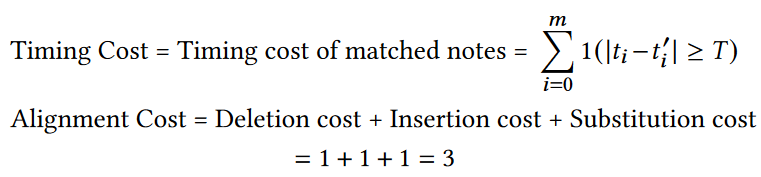 Timing Cost = Timing cost of matched notes = \sum_{i=0}^{m} 1(|t_i - t'_i| ≥ T)
Alignment Cost = Deletion cost + Insertion cost + Substitution cost
= 1 + 1 + 1 = 3